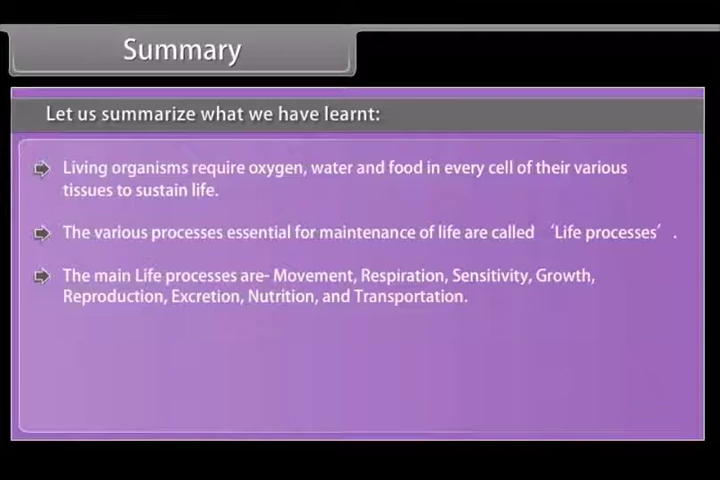 Summary
Let us summarize what we have learnt:
Living organisms require oxygen, water and food in every cell of their various
tissues to sustain life.
The various processes essential for maintenance of life are called ‘Life processes’ .
The main Life processes are- Movement, Respiration, Sensitivity, Growth,
Reproduction, Excretion, Nutrition, and Transportation.